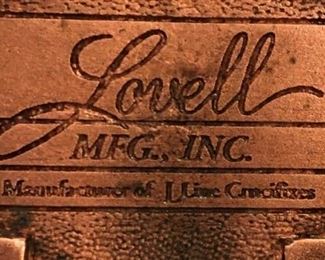 Lovell
MFG., INC.
Manufacturer of L Line Crucifixes